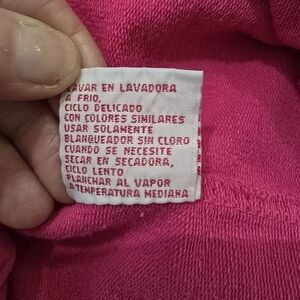 LAVAR EN LAVADORA
A FRIO,
CICLO DELICADO
CON COLORES SIMILARES
USAR SOLAMENTE
BLANQUEADOR SIN CLORO
CUANDO SE NECESITE
SECAR EN SECADORA,
CICLO LENTO
PLANCHAR AL VAPOR
A TEMPERATURA MEDIANA